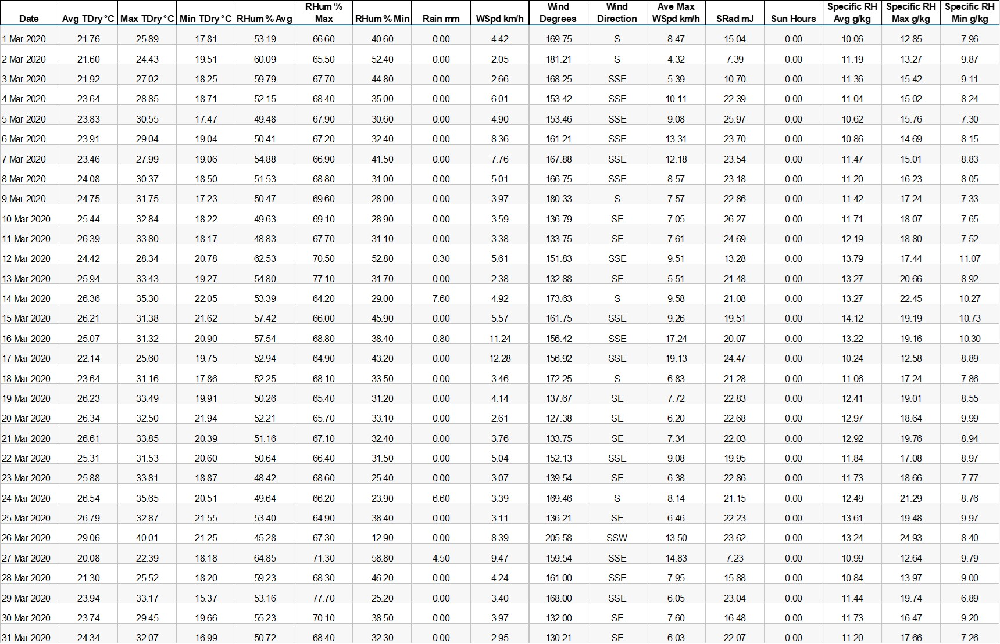 Date Avg TDry °C Max TDry °C Min TDry °C RHum % Avg RHum % Max RHum % Min Rain mm WSpd km/h Wind Degrees Wind Direction Ave Max WSpd km/h SRad mJ Sun Hours Specific RH Avg g/kg Specific RH Max g/kg Specific RH Min g/kg
1 Mar 2020 21.76 25.89 17.81 53.19 66.60 40.60 0.00 4.42 169.75 S 8.47 15.04 0.00 10.06 12.85 7.96
2 Mar 2020 21.60 24.43 19.51 60.09 65.50 52.40 0.00 2.05 181.21 S 4.32 7.39 0.00 11.19 13.27 9.87
3 Mar 2020 21.92 27.02 18.25 59.79 67.70 44.80 0.00 2.66 168.25 SSE 5.39 10.70 0.00 11.36 15.42 9.11
4 Mar 2020 23.64 28.85 18.71 52.15 68.40 35.00 0.00 6.01 153.42 SSE 10.11 22.39 0.00 11.04 15.02 8.24
5 Mar 2020 23.83 30.55 17.47 49.48 67.90 30.60 0.00 4.90 153.46 SSE 9.08 25.97 0.00 10.62 15.76 7.30
6 Mar 2020 23.91 29.04 19.04 50.41 67.20 32.40 0.00 8.36 161.21 SSE 13.31 23.70 0.00 10.86 14.69 8.15
7 Mar 2020 23.46 27.99 19.06 54.88 66.90 41.50 0.00 7.76 167.88 SSE 12.18 23.54 0.00 11.47 15.01 8.83
8 Mar 2020 24.08 30.37 18.50 51.53 68.80 31.00 0.00 5.01 166.75 SSE 8.57 23.18 0.00 11.20 16.23 8.05
9 Mar 2020 24.75 31.75 17.23 50.47 69.60 28.00 0.00 3.97 180.33 S 7.57 22.86 0.00 11.42 17.24 7.33
10 Mar 2020 25.44 32.84 18.22 49.63 69.10 28.90 0.00 3.59 136.79 SE 7.05 26.27 0.00 11.71 18.07 7.65
11 Mar 2020 26.39 33.80 18.17 48.83 67.70 31.10 0.00 3.38 133.75 SE 7.61 24.69 0.00 12.19 18.80 7.52
12 Mar 2020 24.42 28.34 20.78 62.53 70.50 52.80 0.30 5.61 151.83 SSE 9.51 13.28 0.00 13.79 17.44 11.07
13 Mar 2020 25.94 33.43 19.27 54.80 77.10 31.70 0.00 2.38 132.88 SE 5.51 21.48 0.00 13.27 20.66 8.92
14 Mar 2020 26.36 35.30 22.05 53.39 64.20 29.00 7.60 4.92 173.63 S 9.58 21.08 0.00 13.27 22.45 10.27
15 Mar 2020 26.21 31.38 21.62 57.42 66.00 45.90 0.00 5.57 161.75 SSE 9.26 19.51 0.00 14.12 19.19 10.73
16 Mar 2020 25.07 31.32 20.90 57.54 68.80 38.40 0.80 11.24 156.42 SSE 17.24 20.07 0.00 13.22 19.16 10.30
17 Mar 2020 22.14 25.60 19.75 52.94 64.90 43.20 0.00 12.28 156.92 SSE 19.13 24.47 0.00 10.24 12.58 8.89
18 Mar 2020 23.64 31.16 17.86 52.25 68.10 33.50 0.00 3.46 172.25 S 6.83 21.28 0.00 11.06 17.24 7.86
19 Mar 2020 26.23 33.49 19.91 50.26 65.40 31.20 0.00 4.14 137.67 SE 7.72 22.83 0.00 12.41 19.01 8.55
20 Mar 2020 26.34 32.50 21.94 52.21 65.70 33.10 0.00 2.61 127.38 SE 6.20 22.68 0.00 12.97 18.64 9.99
21 Mar 2020 26.61 33.85 20.39 51.16 67.10 32.40 0.00 3.76 133.75 SE 7.34 22.03 0.00 12.92 19.76 8.94
22 Mar 2020 25.31 31.53 20.60 50.64 66.40 31.50 0.00 5.04 152.13 SSE 9.08 19.95 0.00 11.84 17.08 8.97
23 Mar 2020 25.88 33.81 18.87 48.42 68.60 25.40 0.00 3.07 139.54 SE 6.38 22.86 0.00 11.73 18.66 7.77
24 Mar 2020 26.54 35.65 20.51 49.64 66.20 23.90 6.60 3.39 169.46 S 8.14 21.15 0.00 12.49 21.29 8.76
25 Mar 2020 26.79 32.87 21.55 53.40 64.90 38.40 0.00 3.11 136.21 SE 6.46 22.23 0.00 13.61 19.48 9.97
26 Mar 2020 29.06 40.01 21.25 45.28 67.30 12.90 0.00 8.39 205.58 SSW 13.50 23.62 0.00 13.24 24.93 8.40
27 Mar 2020 20.08 22.39 18.18 64.85 71.30 58.80 4.50 9.47 159.54 SSE 14.83 7.23 0.00 10.99 12.64 9.79
28 Mar 2020 21.30 25.52 18.20 59.23 68.30 46.20 0.00 4.24 161.00 SSE 7.95 15.88 0.00 10.84 13.97 9.00
29 Mar 2020 23.94 33.17 15.37 53.16 77.70 25.20 0.00 3.40 168.00 SSE 6.05 23.04 0.00 11.44 19.74 6.89
30 Mar 2020 23.74 29.45 19.66 55.23 70.10 38.50 0.00 3.97 132.00 SE 7.60 16.48 0.00 11.73 16.47 9.20
31 Mar 2020 24.34 32.07 16.99 50.72 68.40 32.30 0.00 2.95 130.21 SE 6.03 22.07 0.00 11.20 17.66 7.26